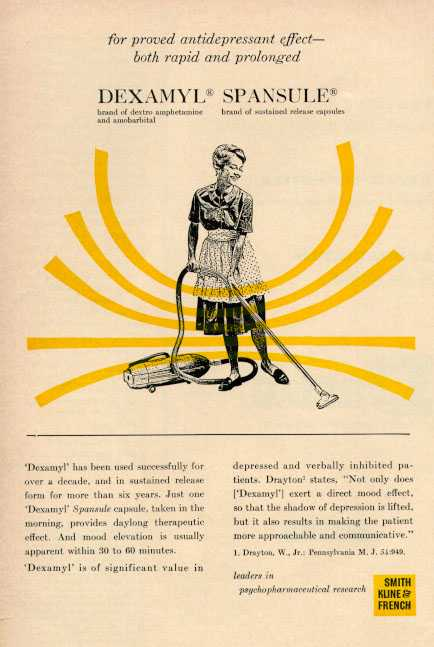 for proved antidepressant effect—
both rapid and prolonged
DEXAMYL® SPANSULE®
brand of dextro amphetamine
and amobarbital
brand of sustained release capsules
'Dexamyl' has been used successfully for
over a decade, and in sustained release
form for more than six years. Just one
'Dexamyl' Spansule capsule, taken in the
morning, provides daylong therapeutic
effect. And mood elevation is usually
apparent within 30 to 60 minutes.
'Dexamyl' is of significant value in
depressed and verbally inhibited pa-
tients. Drayton¹ states, "Not only does
['Dexamyl'] exert a direct mood effect,
so that the shadow of depression is lifted,
but it also results in making the patient
more approachable and communicative."
1. Drayton, W., Jr.: Pennsylvania M. J. 54:949.
leaders in
psychopharmaceutical research
SMITH
KLINE &
FRENCH